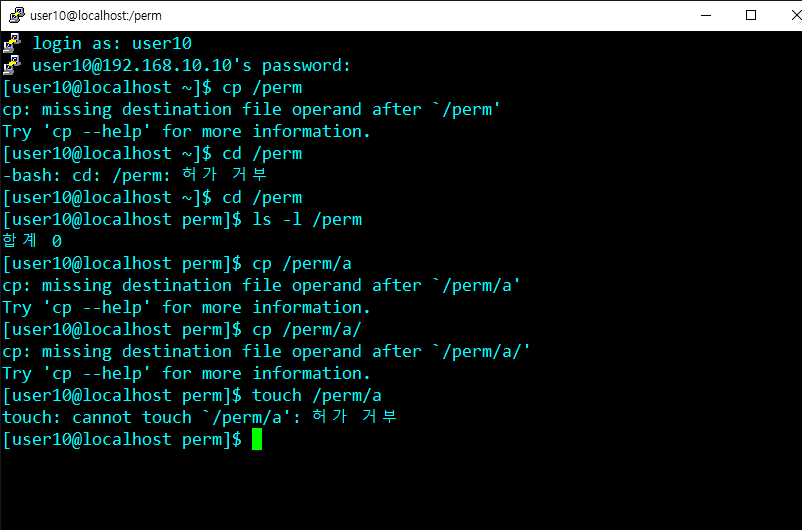 user10@localhost:/perm
login as: user10
user10@192.168.10.10's password:
[user10@localhost ~]$ cp /perm
cp: missing destination file operand after `/perm'
Try 'cp --help' for more information.
[user10@localhost ~]$ cd /perm
-bash: cd: /perm: 허가 거부
[user10@localhost ~]$ cd /perm
[user10@localhost perm]$ ls -l /perm
합계 0
[user10@localhost perm]$ cp /perm/a
cp: missing destination file operand after `/perm/a'
Try 'cp --help' for more information.
[user10@localhost perm]$ cp /perm/a/
cp: missing destination file operand after `/perm/a/'
Try 'cp --help' for more information.
[user10@localhost perm]$ touch /perm/a
touch: cannot touch `/perm/a': 허가 거부
[user10@localhost perm]$